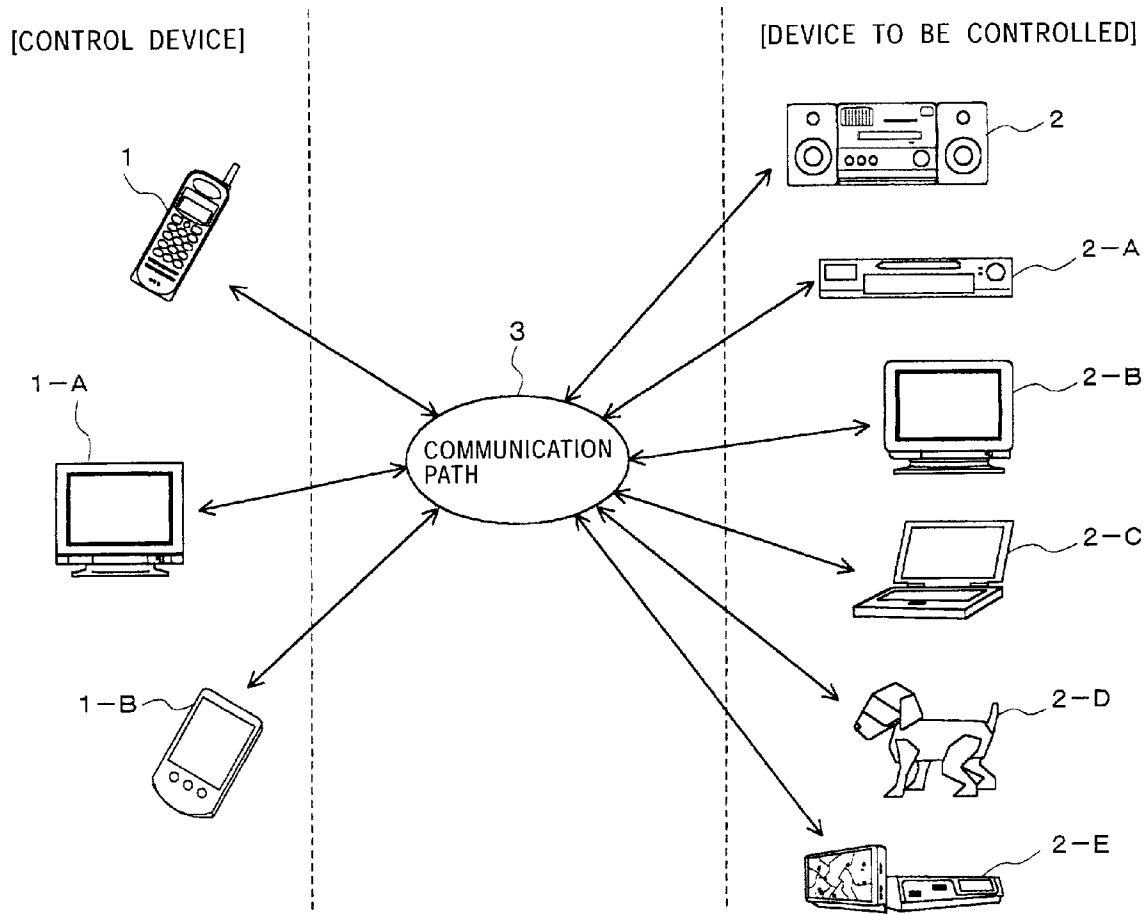 [CONTROL DEVICE]
[DEVICE TO BE CONTROLLED]
1
2
2-A
3
1-A
2-B
COMMUNICATION
PATH
2-C
1-B
2-D
2-E